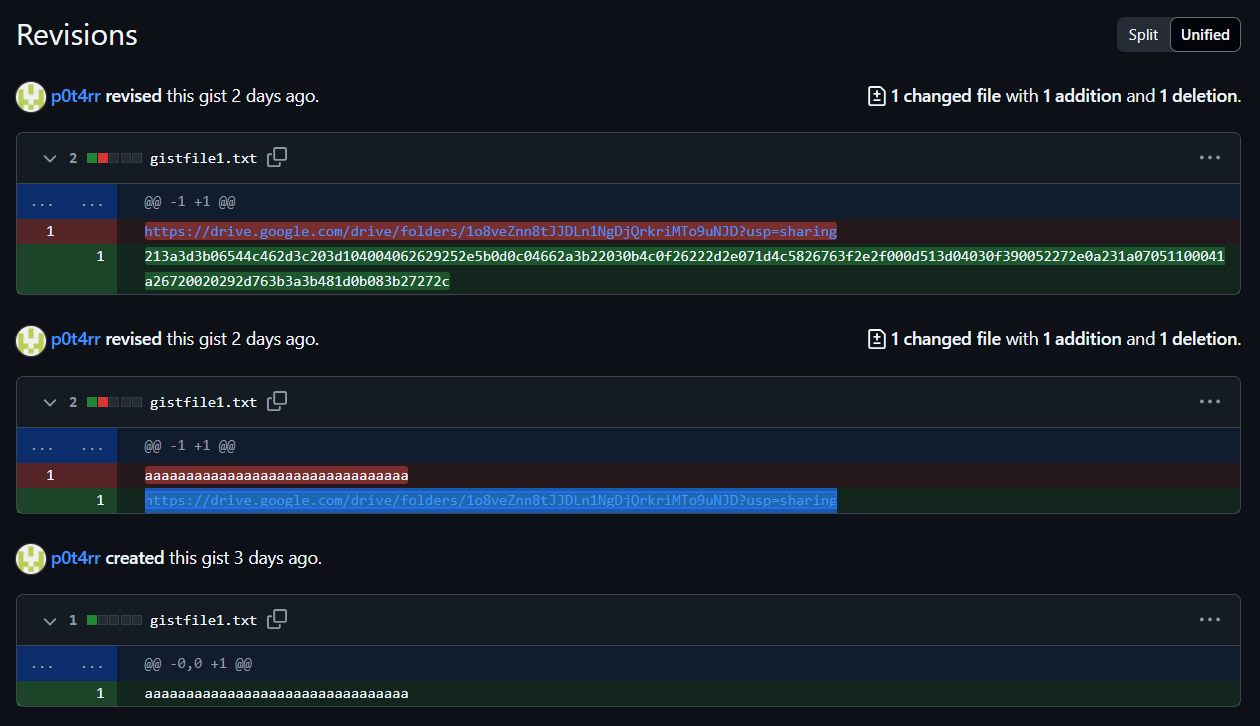 Revisions
Split Unified
p0t4rr revised this gist 2 days ago.
1 changed file with 1 addition and 1 deletion.
2 gistfile1.txt
... ... @@ -1 +1 @@
1 https://drive.google.com/drive/folders/1o8veZnn8tJJDLn1NgDjQrkriMTo9uNJD?usp=sharing
1 213a3d3b06544c462d3c203d104004062629252e5b0d0c04662a3b22030b4c0f26222d2e071d4c5826763f2e2f000d513d04030f390052272e0a231a07051100041
a26720020292d763b3a3b481d0b083b27272c
p0t4rr revised this gist 2 days ago.
1 changed file with 1 addition and 1 deletion.
2 gistfile1.txt
... ... @@ -1 +1 @@
1 aaaaaaaaaaaaaaaaaaaaaaaaaaaaaaaa
1 https://drive.google.com/drive/folders/1o8veZnn8tJJDLn1NgDjQrkriMTo9uNJD?usp=sharing
p0t4rr created this gist 3 days ago.
1 gistfile1.txt
... ... @@ -0,0 +1 @@
1 aaaaaaaaaaaaaaaaaaaaaaaaaaaaaaaa